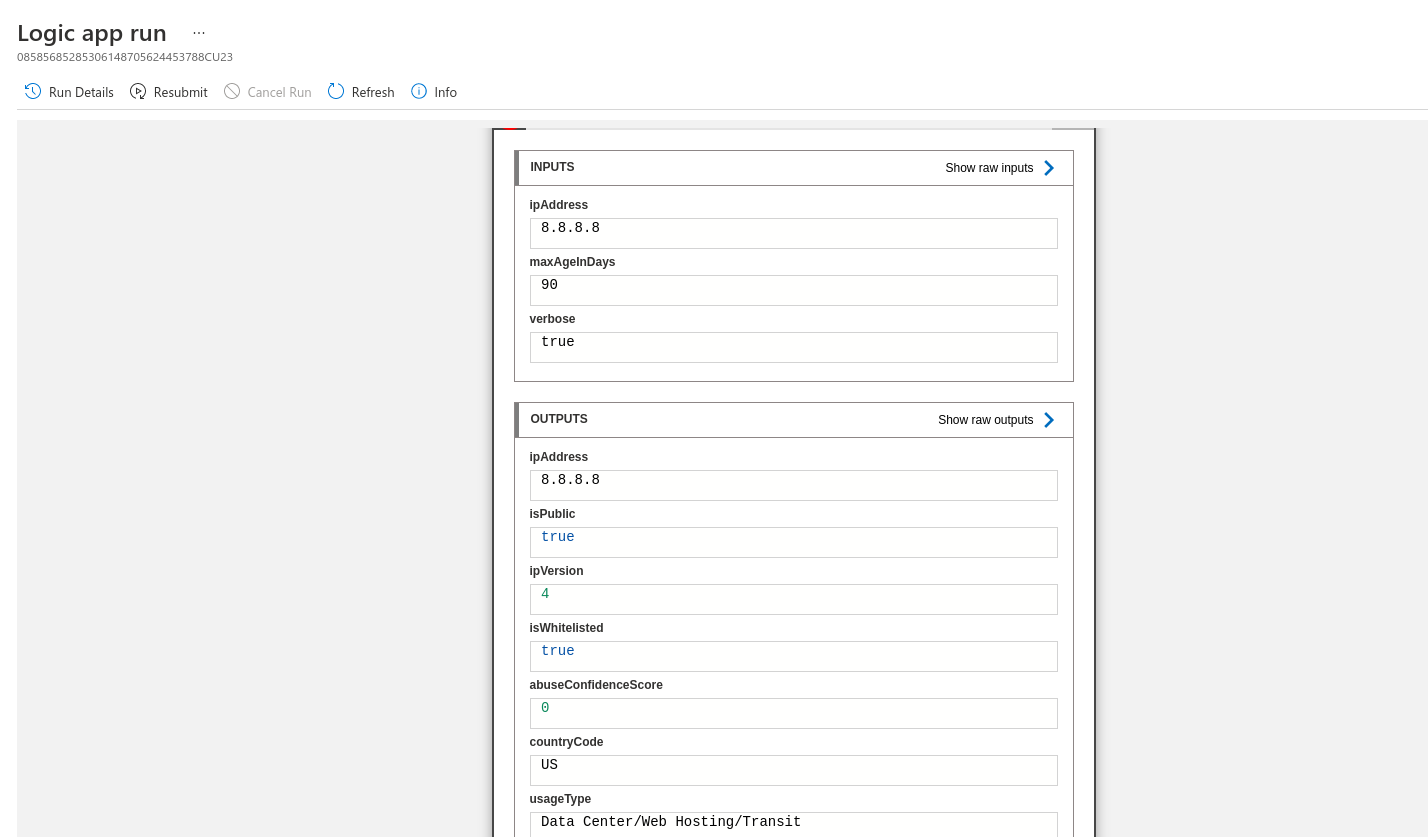 Logic app run ...
08585685285306148705624453788CU23
Run Details Resubmit Cancel Run Refresh Info
INPUTS Show raw inputs
ipAddress
8.8.8.8
maxAgeInDays
90
verbose
true
OUTPUTS Show raw outputs
ipAddress
8.8.8.8
isPublic
true
ipVersion
4
isWhitelisted
true
abuseConfidenceScore
0
countryCode
US
usageType
Data Center/Web Hosting/Transit